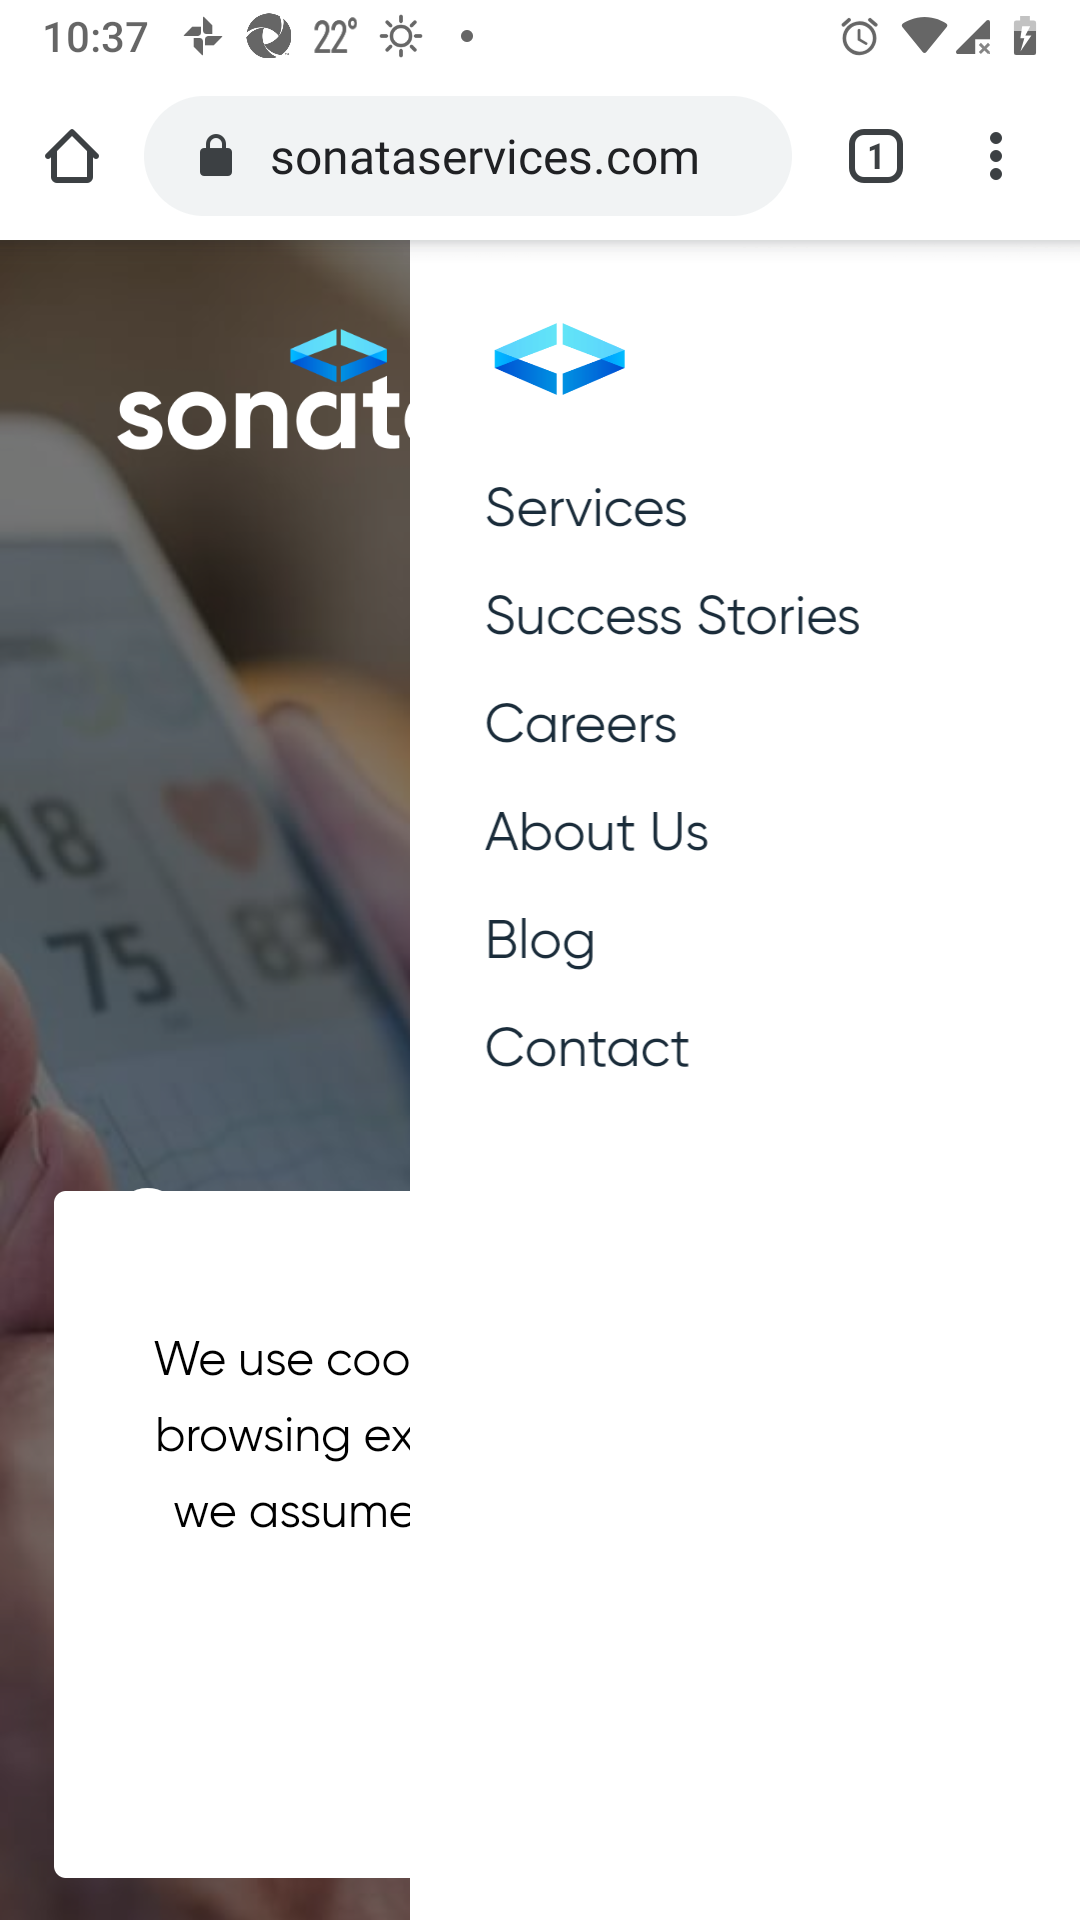 10:37
22°
sonataservices.com
1
sonat
Services
Success Stories
Careers
About Us
Blog
Contact
18
75
83
We use coo
browsing ex
we assume